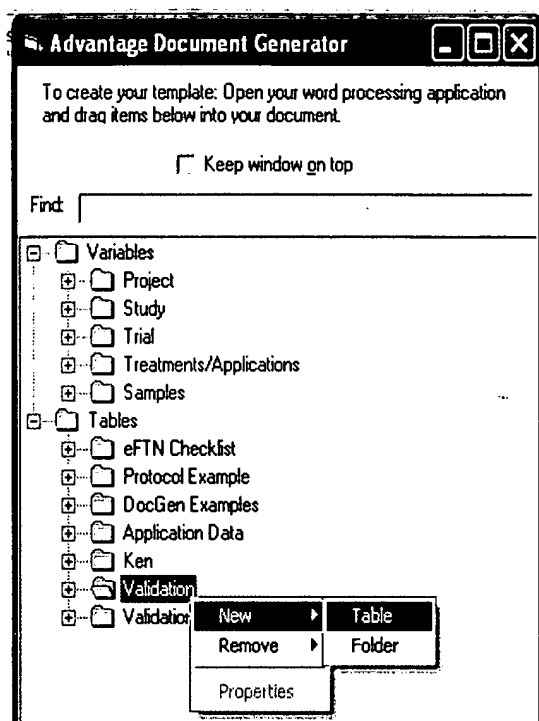 Advantage Document Generator
To create your template: Open your word processing application
and drag items below into your document.
Keep window on top
Find:
Variables
Project
Study
Trial
Treatments/Applications
Samples
Tables
eFTN Checklist
Protocol Example
DocGen Examples
Application Data
Ken
Validation
Validation
New Table
Remove Folder
Properties